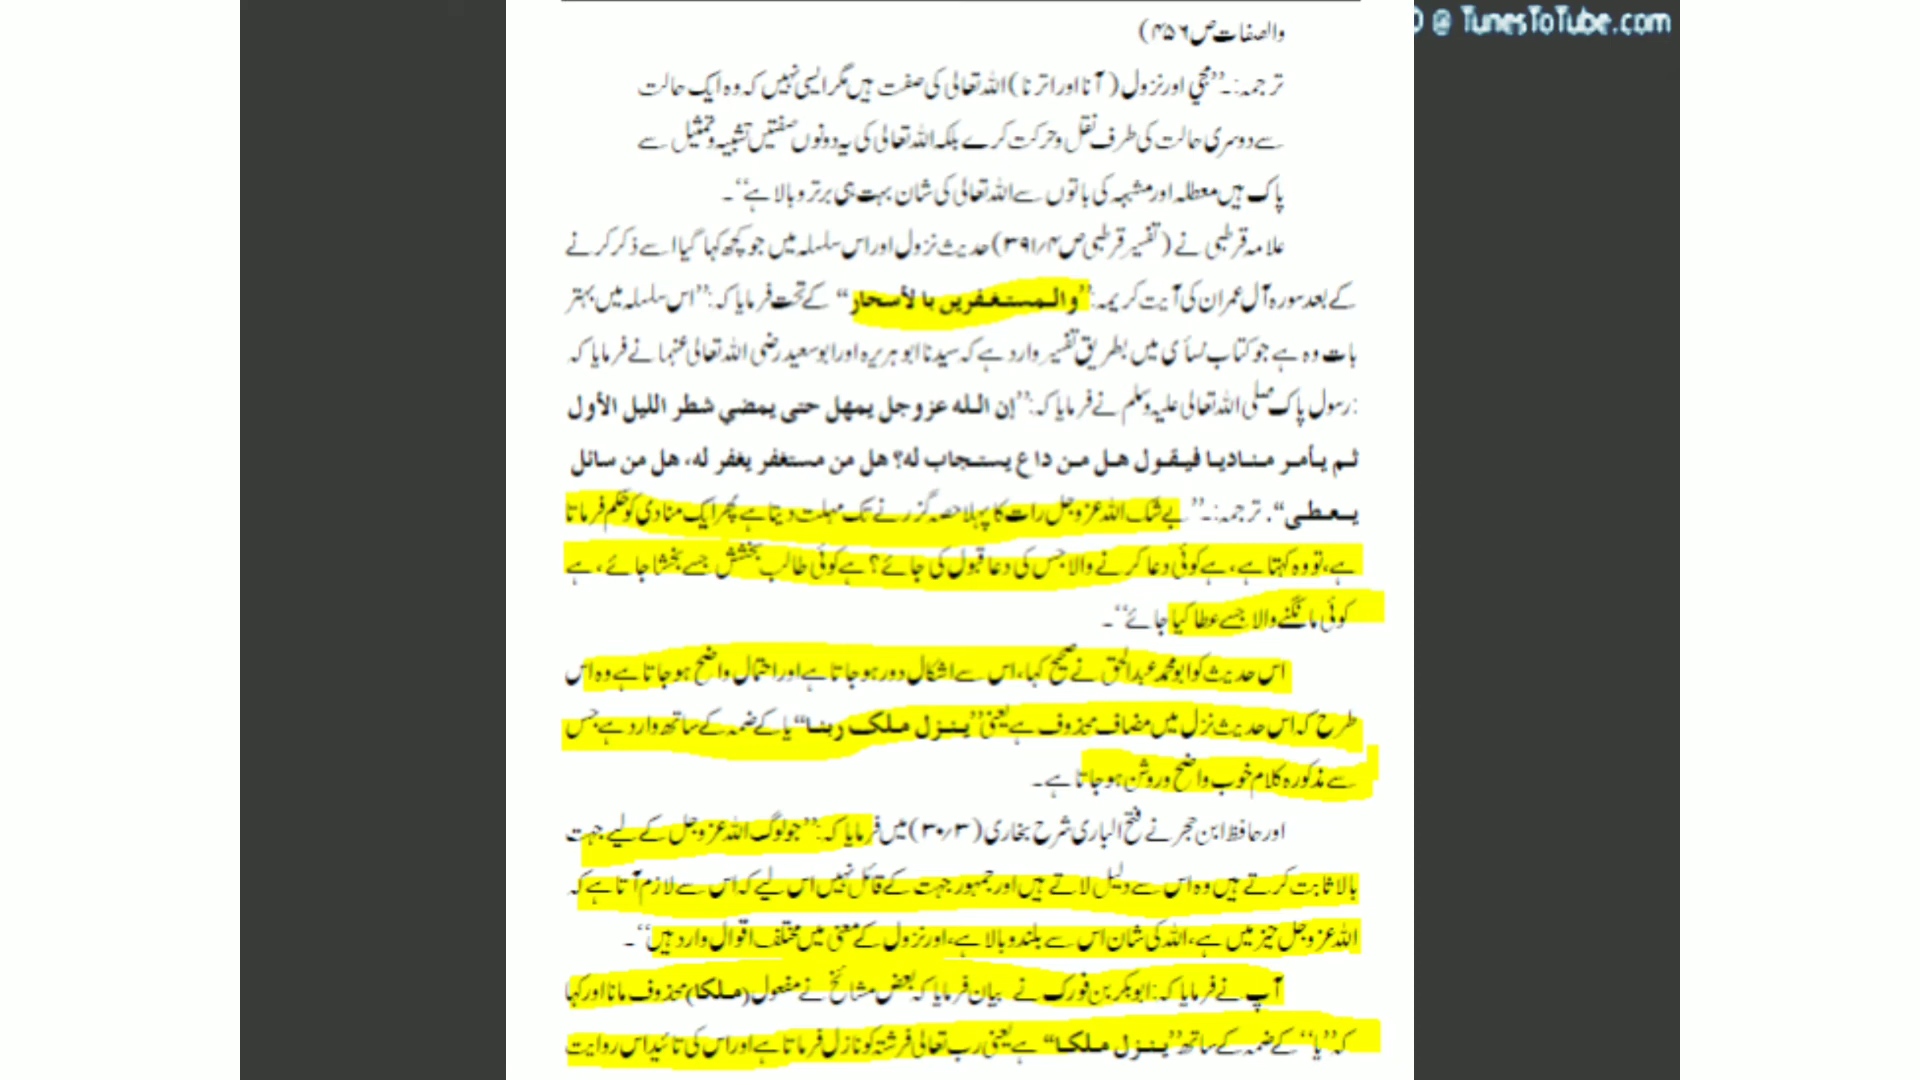 @ TunesToTube.com
والصفات ص ۴۵۶)
ترجمہ:۔’’مجئ اور نزول (آنا اور اترنا) اللہ تعالی کی صفت ہیں مگر ایسی نہیں کہ وہ ایک حالت
سے دوسری حالت کی طرف نقل وحرکت کرے بلکہ اللہ تعالی کی یہ دونوں صفتیں تشبیہ وتمثیل سے
پاک ہیں معطلہ اور مشبہہ کی باتوں سے اللہ تعالی کی شان بہت ہی برتر وبالا ہے‘‘۔
علامہ قرطبی نے (تفسیر قرطبی ص ۴/۳۹۱) حدیث نزول اور اس سلسلہ میں جو کچھ کہا گیا اسے ذکر کرنے
کے بعد سورہ آل عمران کی آیت کریمہ:’’والمستغفرین بالأسحار‘‘ کے تحت فرمایا کہ:’’اس سلسلہ میں بہتر
بات وہ ہے جو کتاب نسأی میں بطریق تفسیر وارد ہے کہ سیدنا ابو ہریرہ اور ابو سعید رضی اللہ تعالی عنہما نے فرمایا کہ
:رسول پاک صلی اللہ تعالی علیہ وسلم نے فرمایا کہ:’’إن الله عزوجل يمهل حتى يمضي شطر الليل الأول
ثم يأمر مناديا فيقول هل من داع يستجاب له؟ هل من مستغفر يغفر له، هل من سائل
يعطى‘‘. ترجمہ:۔’’بے شک اللہ عزوجل رات کا پہلا حصہ گزرنے تک مہلت دیتا ہے پھر ایک منادی کو حکم فرماتا
ہے، تو وہ کہتا ہے، ہے کوئی دعا کرنے والا جس کی دعا قبول کی جائے؟ ہے کوئی طالب بخشش جسے بخشا جائے، ہے
کوئی مانگنے والا جسے عطا کیا جائے‘‘۔
اس حدیث کو ابو محمد عبدالحق نے صحیح کہا، اس سے اشکال دور ہو جاتا ہے اور احتمال واضح ہو جاتا ہے وہ اس
طرح کہ اس حدیث نزل میں مضاف محذوف ہے یعنی ’’ينزل ملك ربنا‘‘ یا کے ضمہ کے ساتھ وارد ہے جس
سے مذکورہ کلام خوب واضح وروشن ہو جاتا ہے۔
اور حافظ ابن حجر نے فتح الباری شرح بخاری (۳/۳۰) میں فرمایا کہ:’’جو لوگ اللہ عزوجل کے لیے جہت
بالا ثابت کرتے ہیں وہ اس سے دلیل لاتے ہیں اور جمہور جہت کے قائل نہیں اس لیے کہ اس سے لازم آتا ہے کہ
اللہ عزوجل حیز میں ہے، اللہ کی شان اس سے بلند وبالا ہے، اور نزول کے معنی میں مختلف اقوال وارد ہیں‘‘۔
آپ نے فرمایا کہ: ابو بکر بن فورک نے بیان فرمایا کہ بعض مشائخ نے مفعول (ملكا) محذوف مانا اور کہا
کہ ’’یا‘‘ کے ضمہ کے ساتھ ’’ينزل ملكا‘‘ ہے یعنی رب تعالی فرشتہ کو نازل فرماتا ہے اور اس کی تائید اس روایت